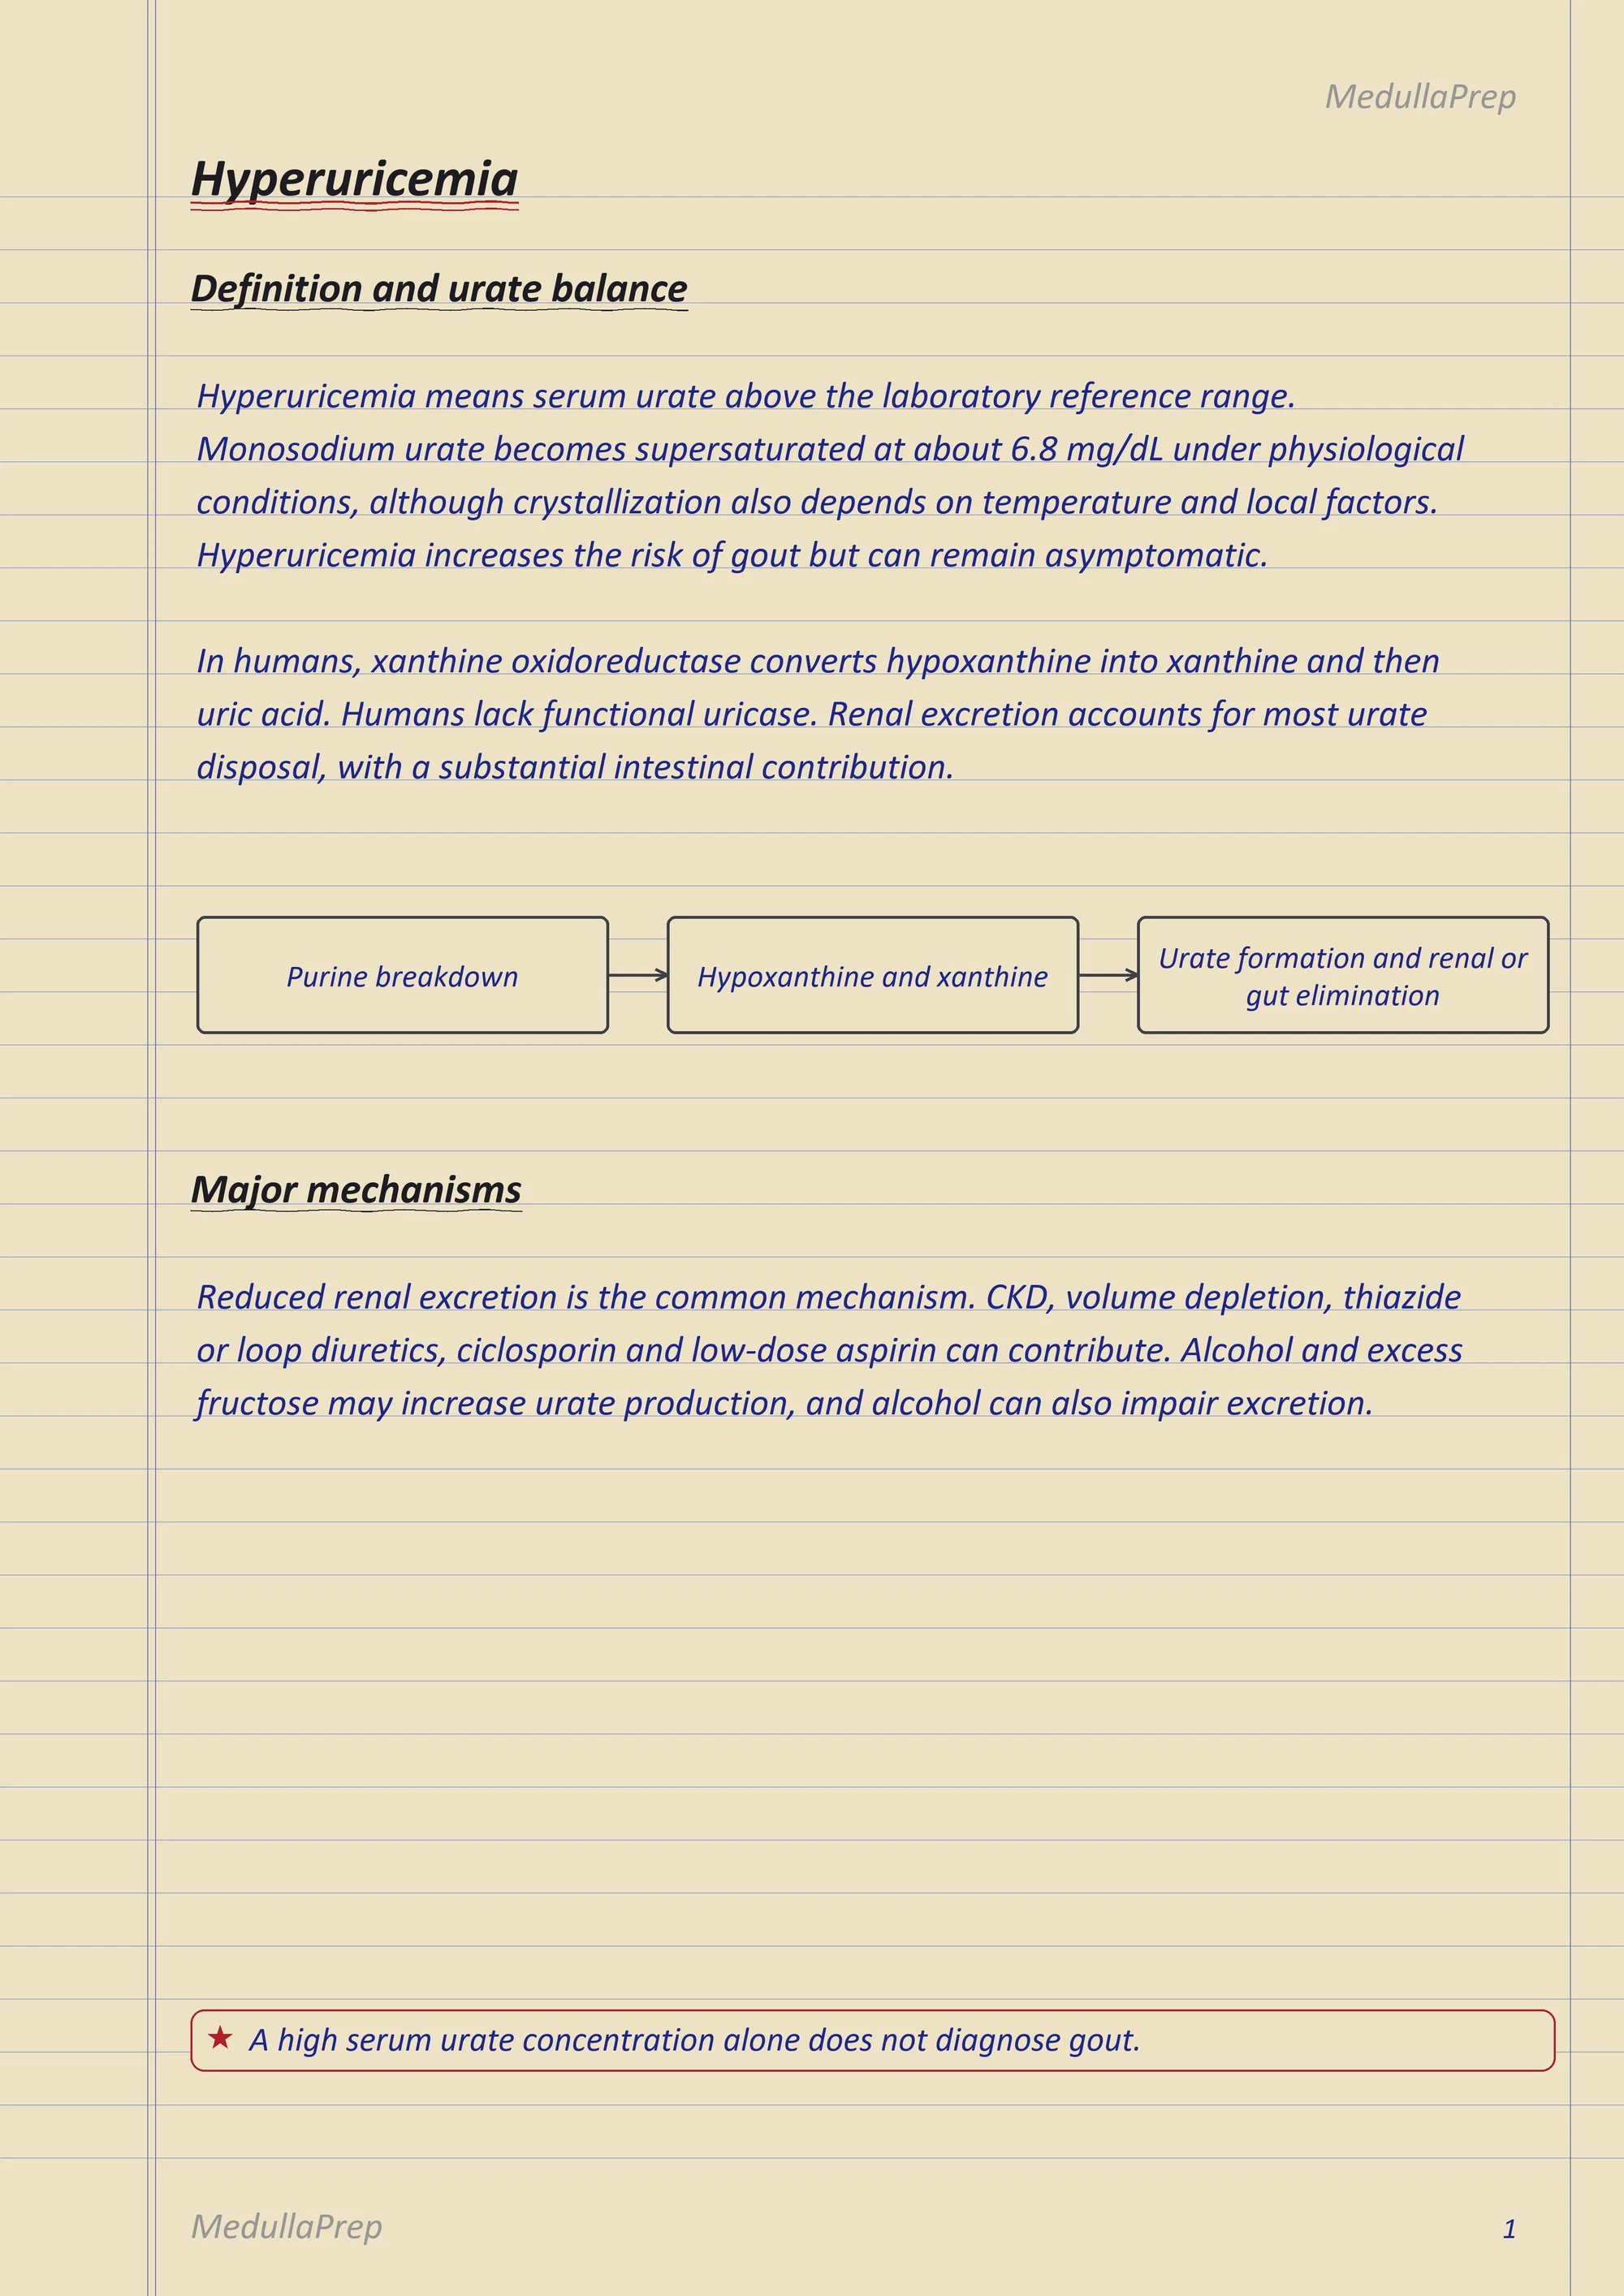 MedullaPrep
Hyperuricemia
Definition and urate balance
Hyperuricemia means serum urate above the laboratory reference range.
Monosodium urate becomes supersaturated at about 6.8 mg/dL under physiological
conditions, although crystallization also depends on temperature and local factors.
Hyperuricemia increases the risk of gout but can remain asymptomatic.
In humans, xanthine oxidoreductase converts hypoxanthine into xanthine and then
uric acid. Humans lack functional uricase. Renal excretion accounts for most urate
disposal, with a substantial intestinal contribution.
Purine breakdown
Hypoxanthine and xanthine
Urate formation and renal or
gut elimination
Major mechanisms
Reduced renal excretion is the common mechanism. CKD, volume depletion, thiazide
or loop diuretics, ciclosporin and low-dose aspirin can contribute. Alcohol and excess
fructose may increase urate production, and alcohol can also impair excretion.
★ A high serum urate concentration alone does not diagnose gout.
MedullaPrep
1